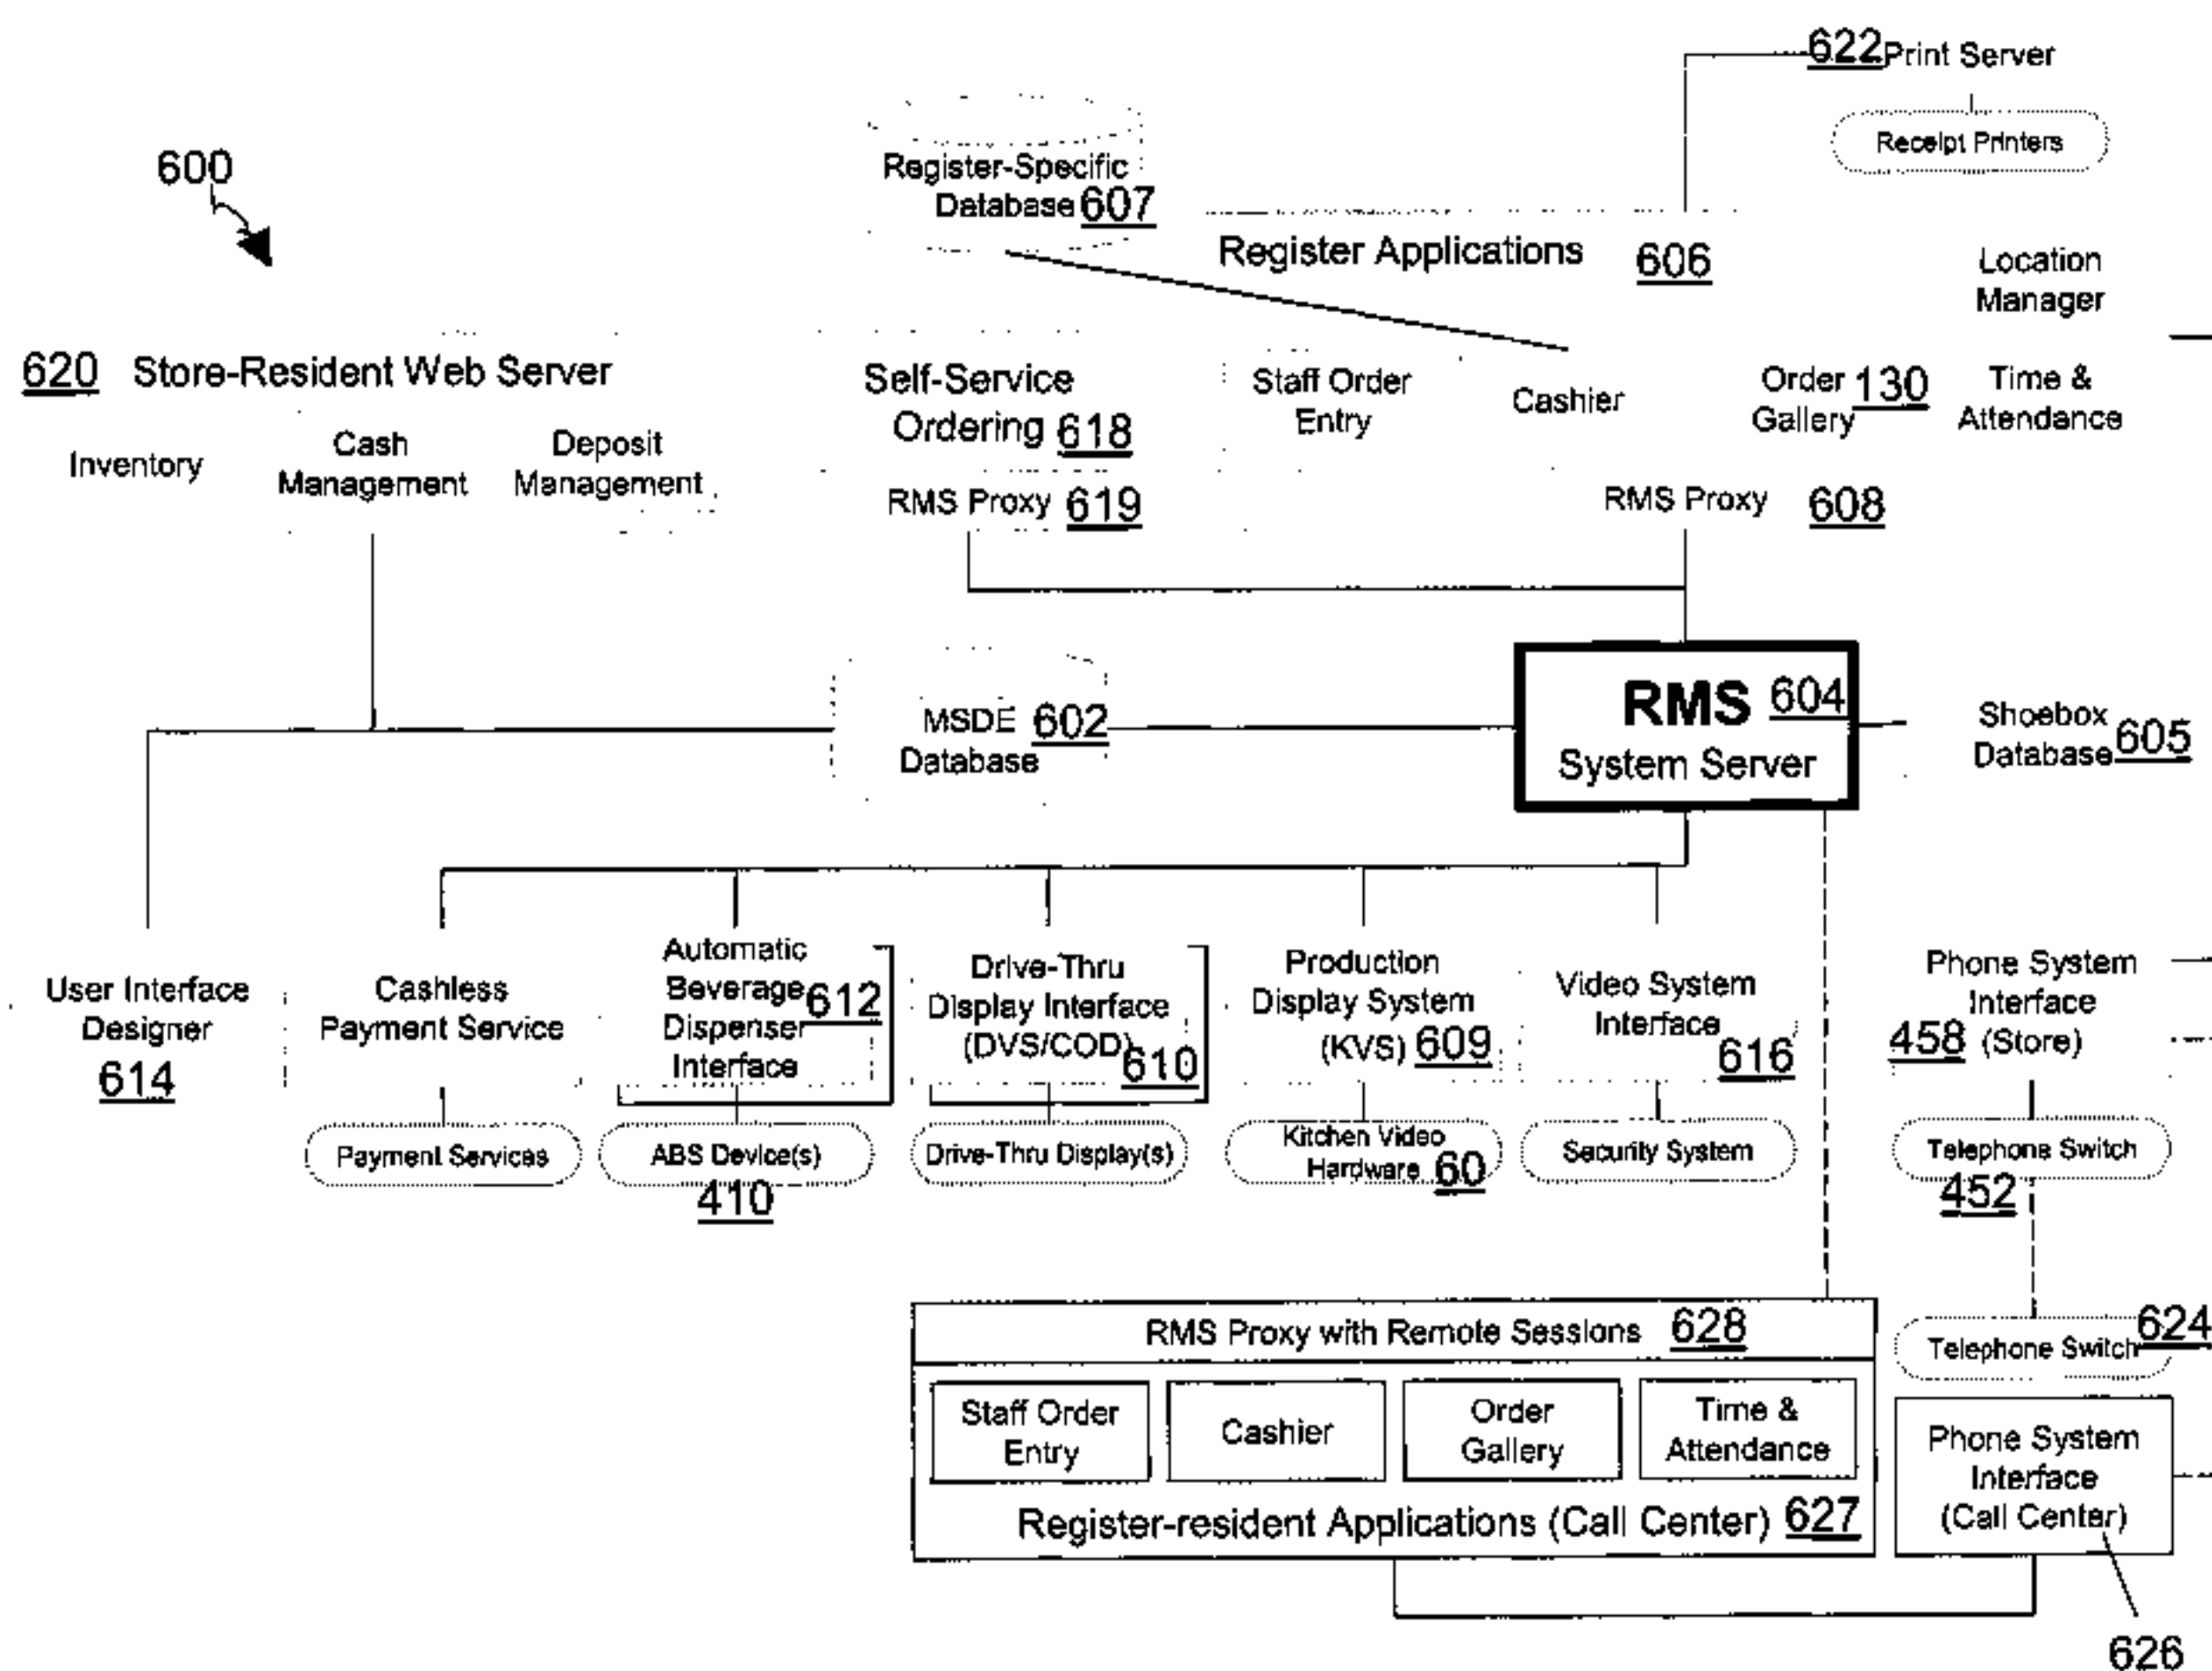 622 Print Server
Receipt Printers
600
Register-Specific
Database 607
Register Applications 606
Location
Manager
620 Store-Resident Web Server
Inventory
Cash
Management
Deposit
Management
Self-Service
Ordering 618
RMS Proxy 619
Staff Order
Entry
Cashier
Order 130
Gallery
Time &
Attendance
RMS Proxy 608
MSDE 602
Database
RMS 604
System Server
Shoebox
Database 605
User Interface
Designer
614
Cashless
Payment Service
Automatic
Beverage 612
Dispenser
Interface
Drive-Thru
Display Interface
(DVS/COD) 610
Production
Display System
(KVS) 609
Video System
Interface
616
Phone System
Interface
458 (Store)
Payment Services
ABS Device(s)
410
Drive-Thru Display(s)
Kitchen Video
Hardware 60
Security System
Telephone Switch
452
RMS Proxy with Remote Sessions 628
624
Telephone Switch
Staff Order
Entry
Cashier
Order
Gallery
Time &
Attendance
Register-resident Applications (Call Center) 627
Phone System
Interface
(Call Center)
626